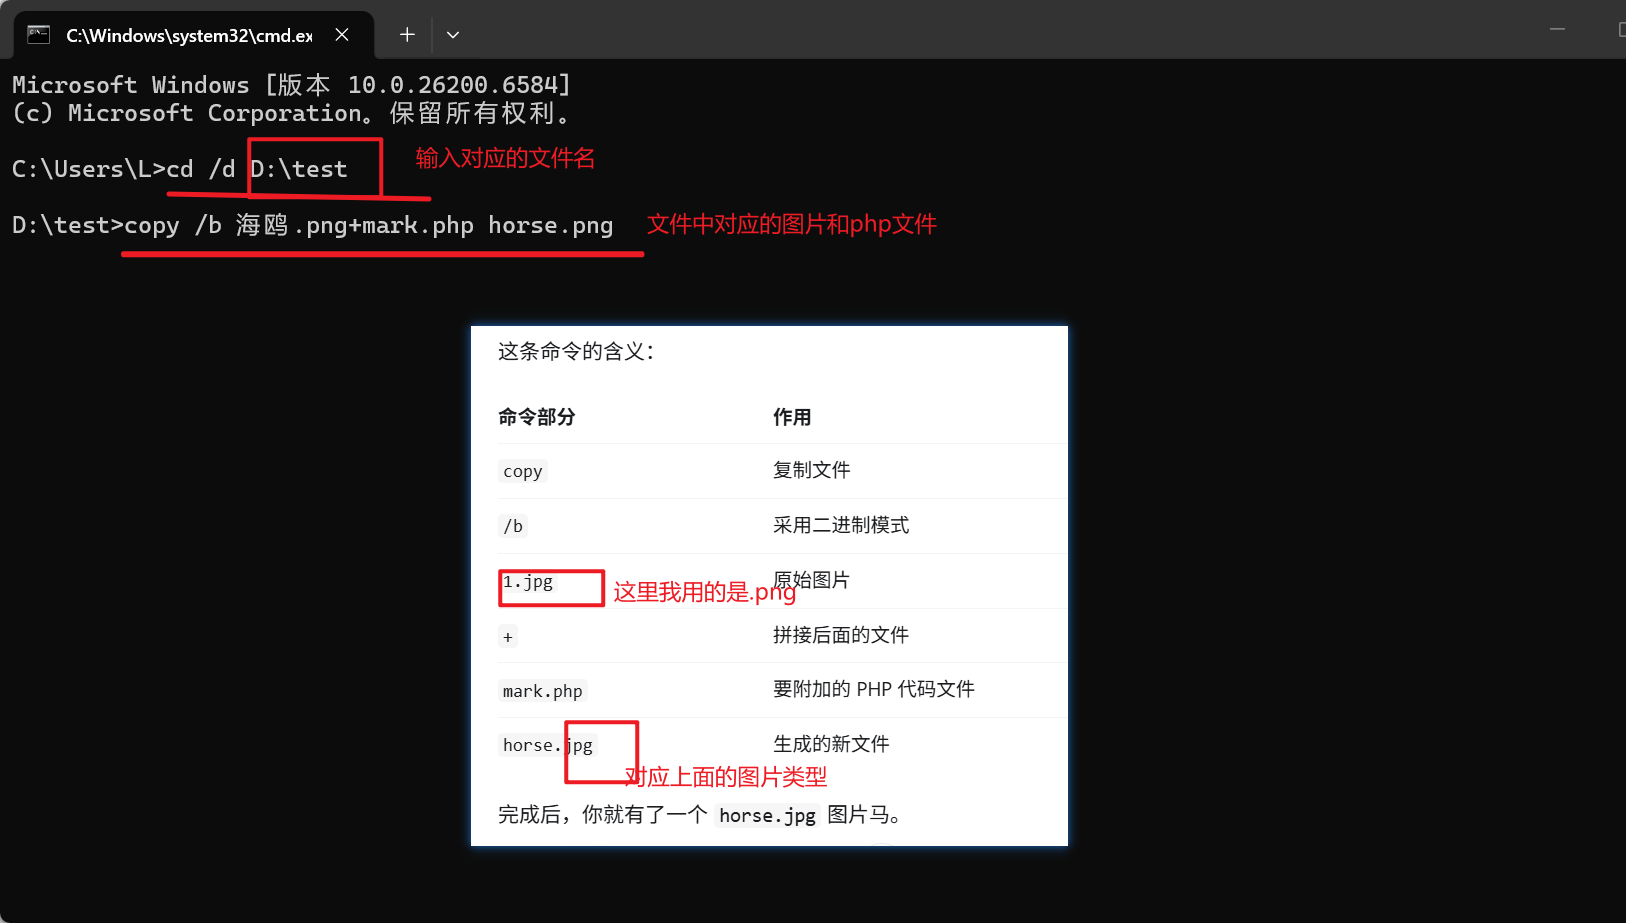 C:\Windows\system32\cmd.ex
Microsoft Windows [版本 10.0.26200.6584]
(c) Microsoft Corporation。保留所有权利。
C:\Users\L>cd /d D:\test
输入对应的文件名
D:\test>copy /b 海鸥.png+mark.php horse.png
文件中对应的图片和php文件
这条命令的含义：
命令部分 作用
copy 复制文件
/b 采用二进制模式
1.jpg 原始图片
这里我用的是.png
+ 拼接后面的文件
mark.php 要附加的 PHP 代码文件
horse.jpg 生成的新文件
对应上面的图片类型
完成后，你就有了一个 horse.jpg 图片马。